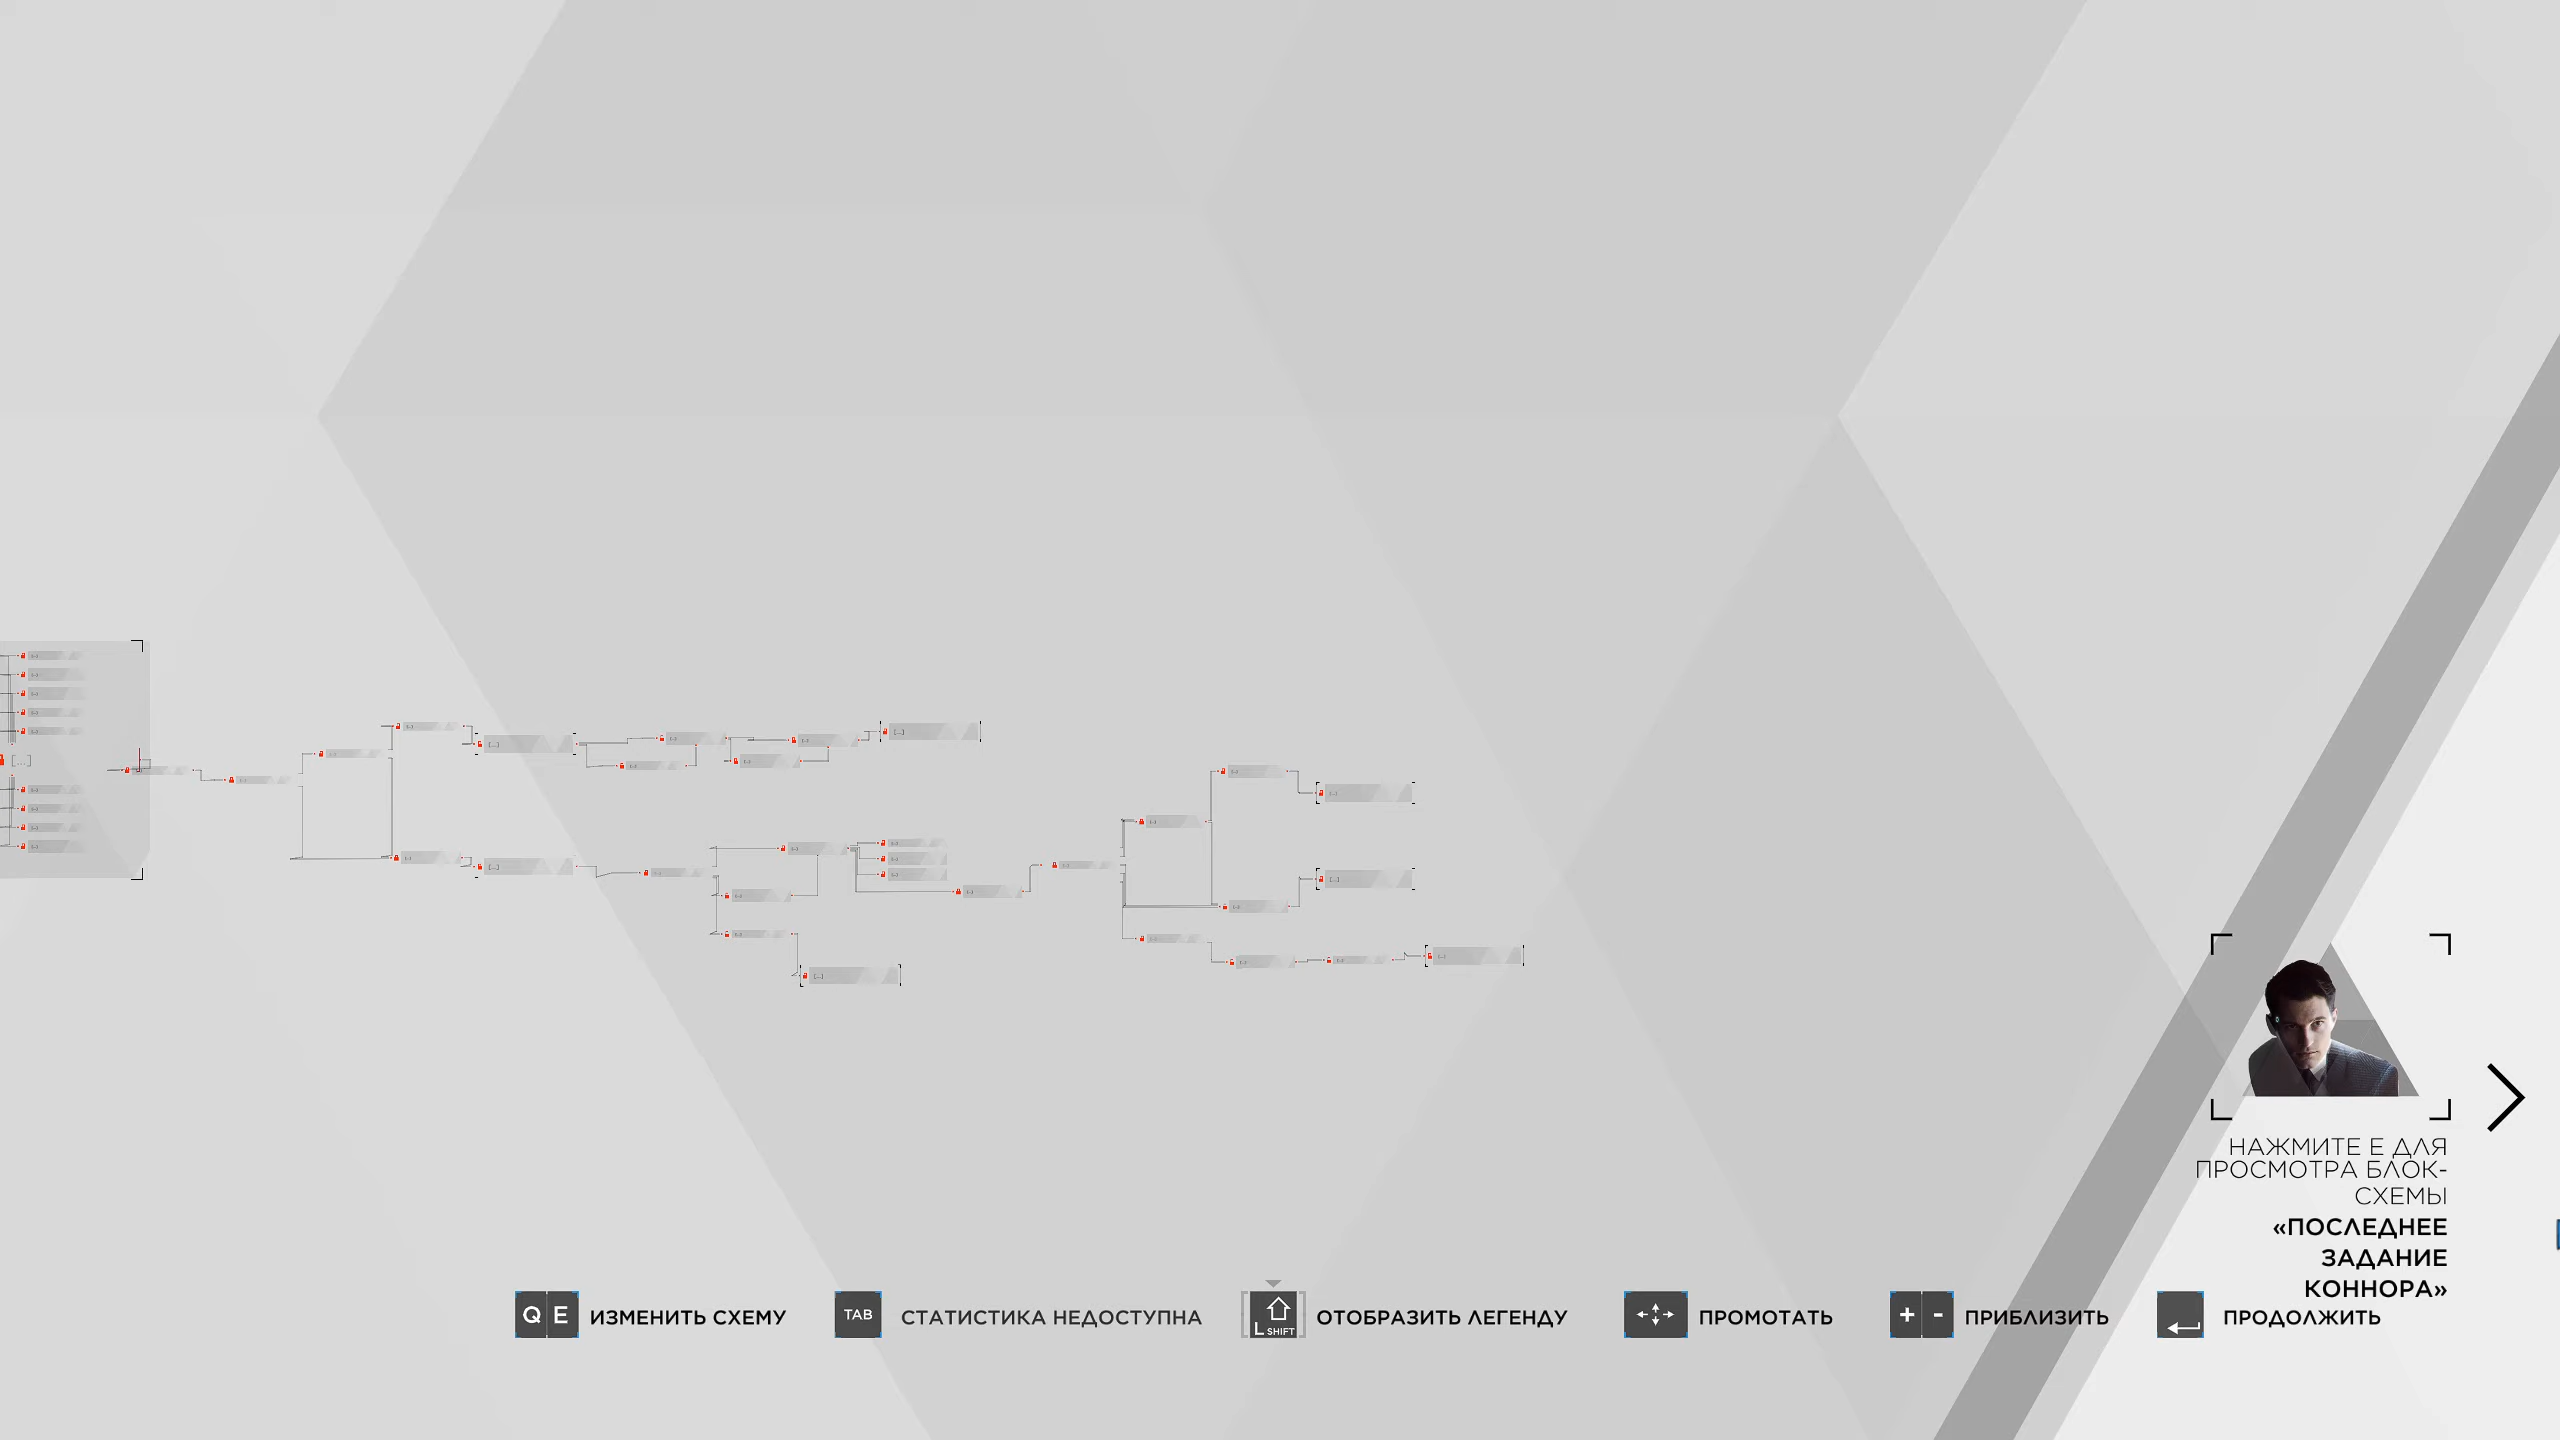 НАЖМИТЕ E ДЛЯ
ПРОСМОТРА БЛОК-
СХЕМЫ
«ПОСЛЕДНЕЕ
ЗАДАНИЕ
КОННОРА»
Q E ИЗМЕНИТЬ СХЕМУ
TAB СТАТИСТИКА НЕДОСТУПНА
L SHIFT ОТОБРАЗИТЬ ЛЕГЕНДУ
ПРОМОТАТЬ
+ - ПРИБЛИЗИТЬ
ПРОДОЛЖИТЬ